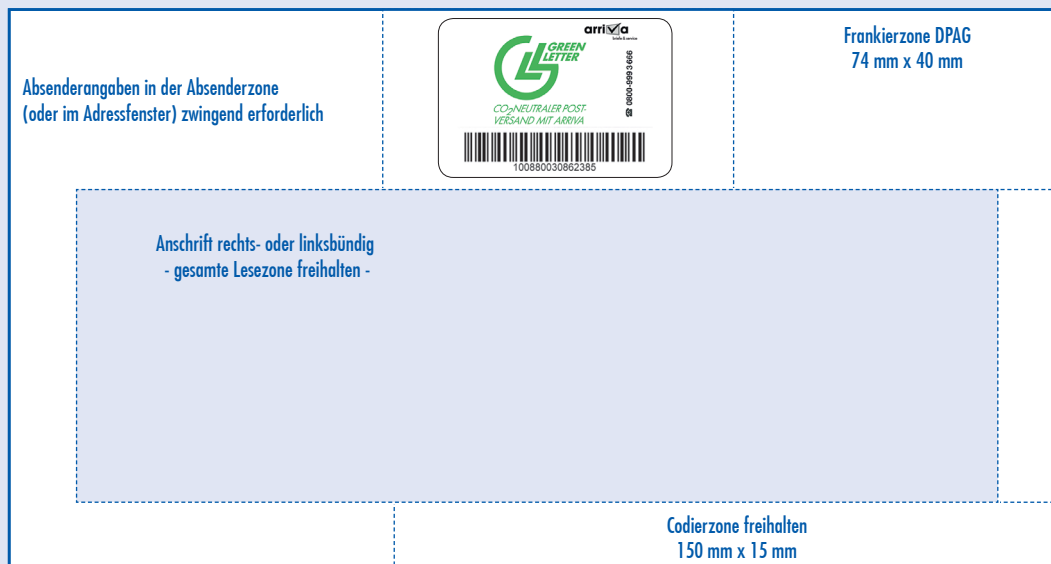 Absenderangaben in der Absenderzone
(oder im Adressfenster) zwingend erforderlich
arriva
briefe & service
GREEN
LETTER
☎ 0800-9993666
CO₂NEUTRALER POST-
VERSAND MIT ARRIVA
100880030862385
Frankierzone DPAG
74 mm x 40 mm
Anschrift rechts- oder linksbündig
- gesamte Lesezone freihalten -
Codierzone freihalten
150 mm x 15 mm